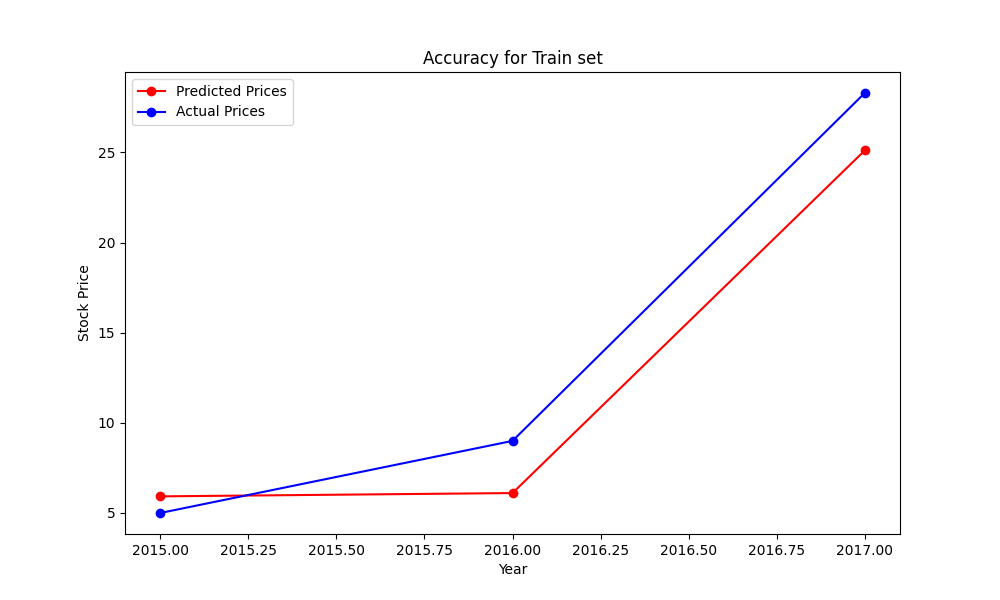 Accuracy for Train set
Predicted Prices
Actual Prices
Stock Price
25
20
15
10
5
2015.00 2015.25 2015.50 2015.75 2016.00 2016.25 2016.50 2016.75 2017.00
Year